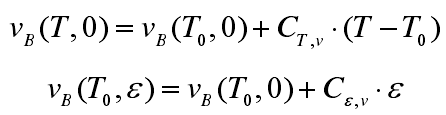 v_B(T,0) = v_B(T_0,0) + C_{T,v} · (T − T_0)
v_B(T_0,ε) = v_B(T_0,0) + C_{ε,v} · ε